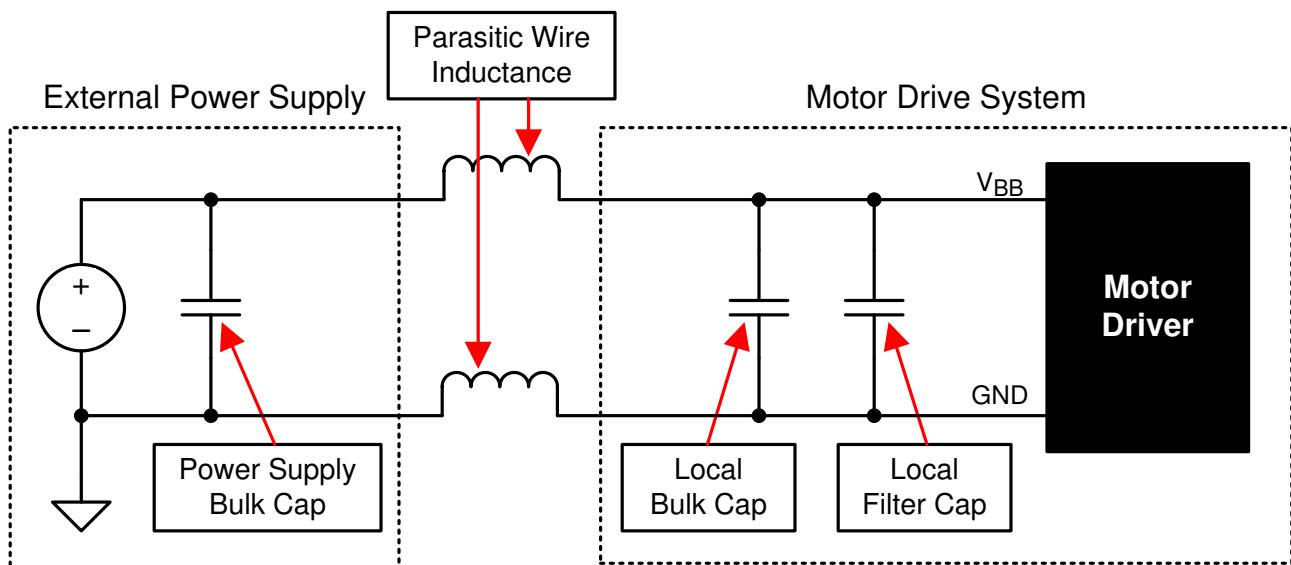 Parasitic Wire
Inductance
External Power Supply
Motor Drive System
VBB
+
–
Motor
Driver
GND
Power Supply
Bulk Cap
Local
Bulk Cap
Local
Filter Cap